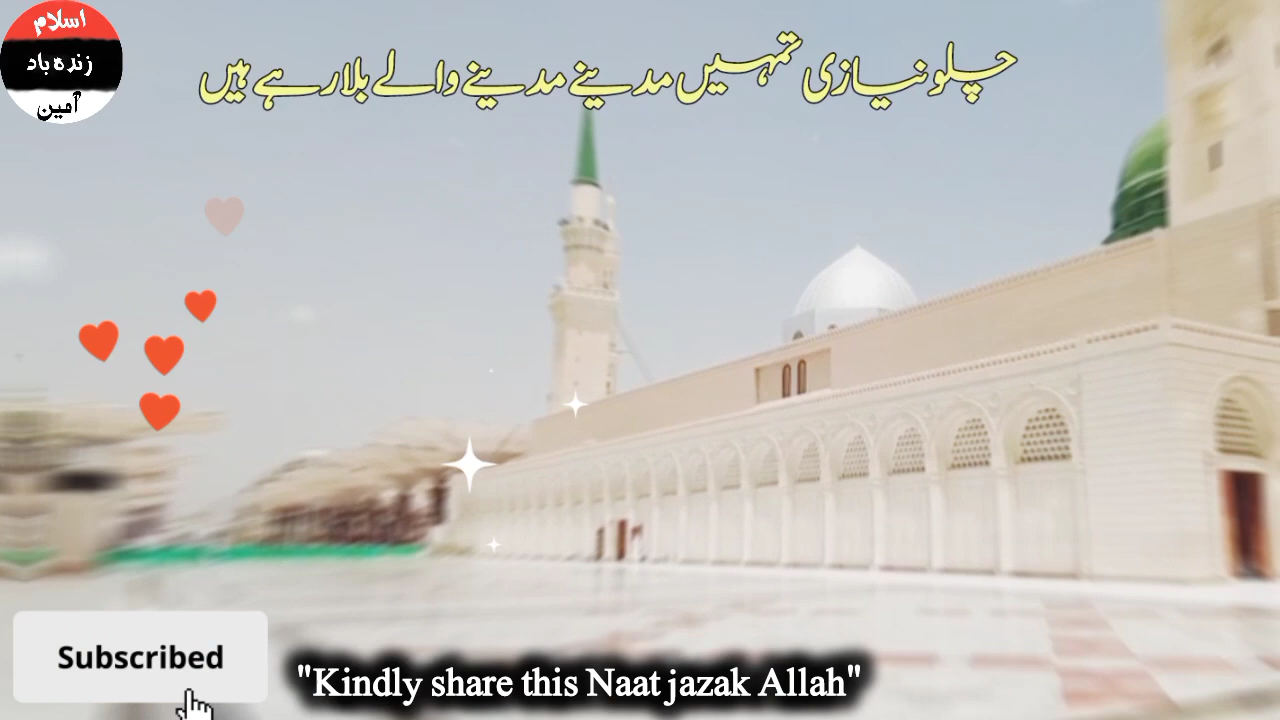 اسلام
زندہ باد
آمین
چلو نیازی تمہیں مدینے مدینے والے بلا رہے ہیں
Subscribed
"Kindly share this Naat jazak Allah"